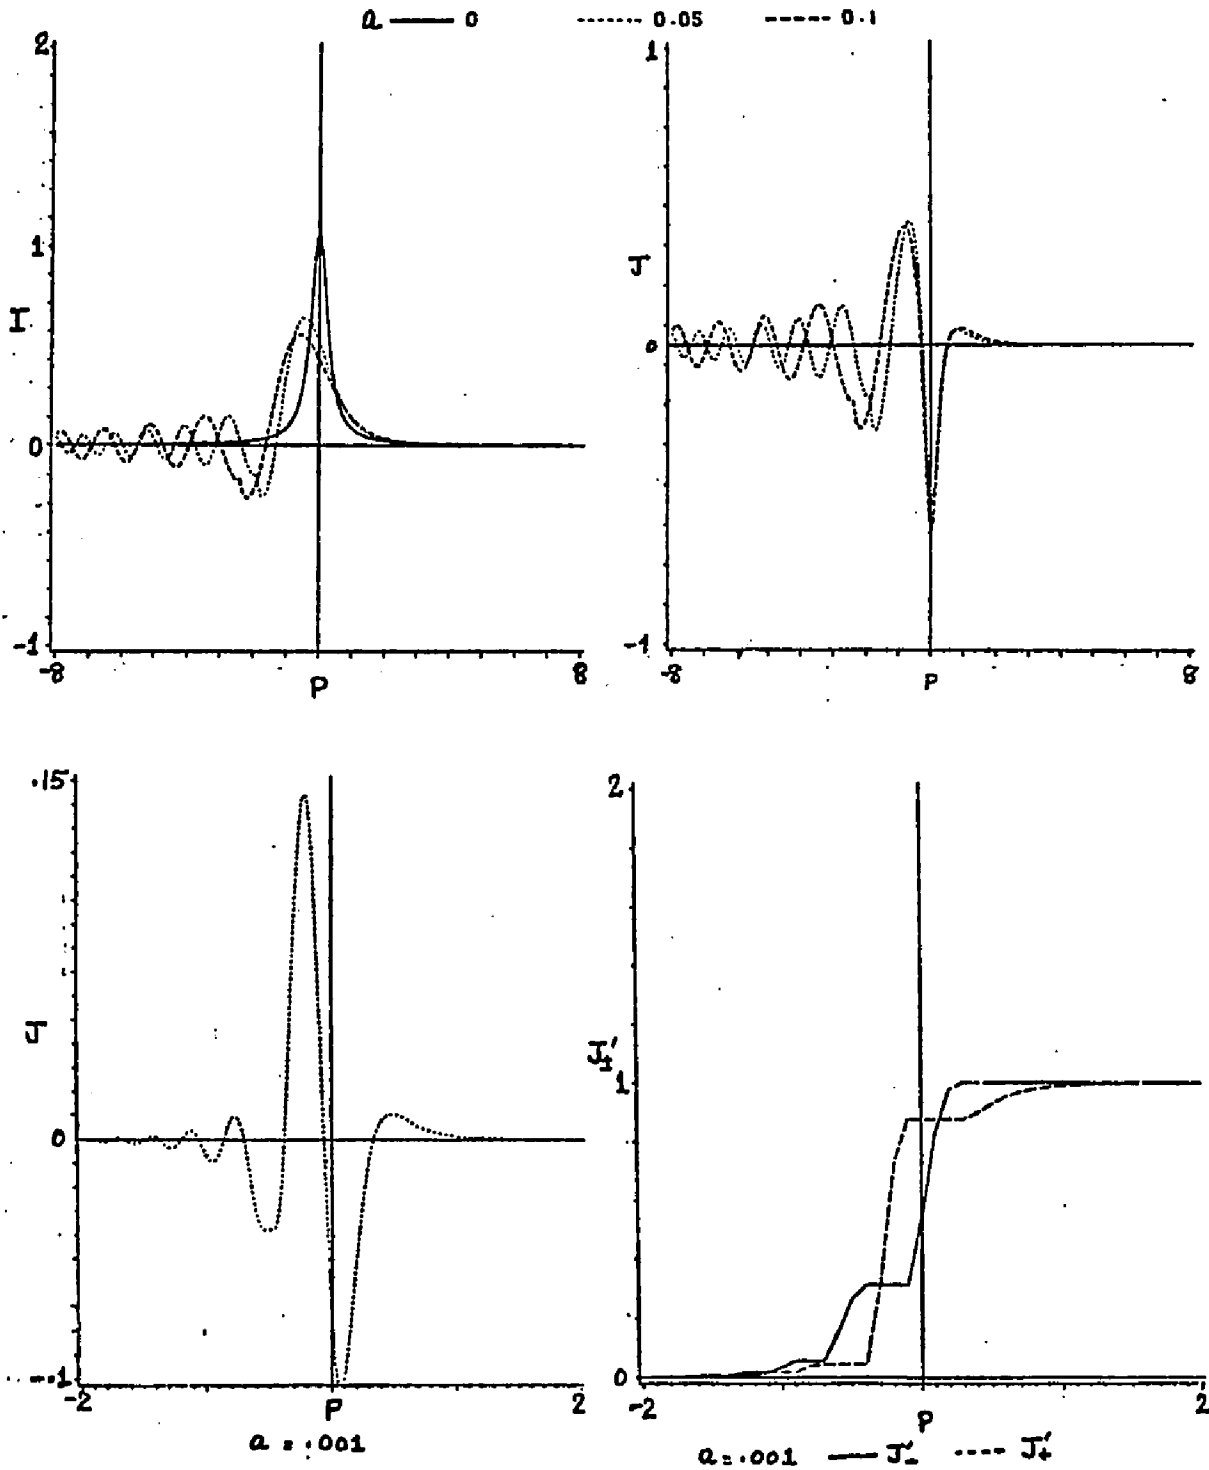 a —— 0 ------- 0.05 ----- 0.1
2
1
I
0
-1
-8
8
P
1
J
0
-1
-8
8
P
.15
J
0
-.1
-2
2
P
a = .001
2
J±'
1
0
-2
2
P
a = .001 —— J-' ---- J+'